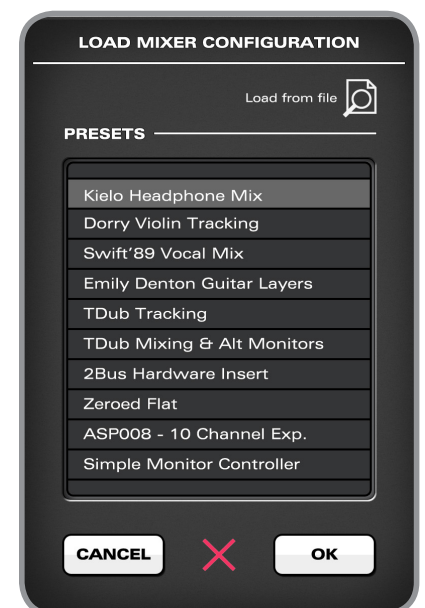 LOAD MIXER CONFIGURATION
Load from file
PRESETS
Kielo Headphone Mix
Dorry Violin Tracking
Swift'89 Vocal Mix
Emily Denton Guitar Layers
TDub Tracking
TDub Mixing & Alt Monitors
2Bus Hardware Insert
Zeroed Flat
ASP008 - 10 Channel Exp.
Simple Monitor Controller
CANCEL OK